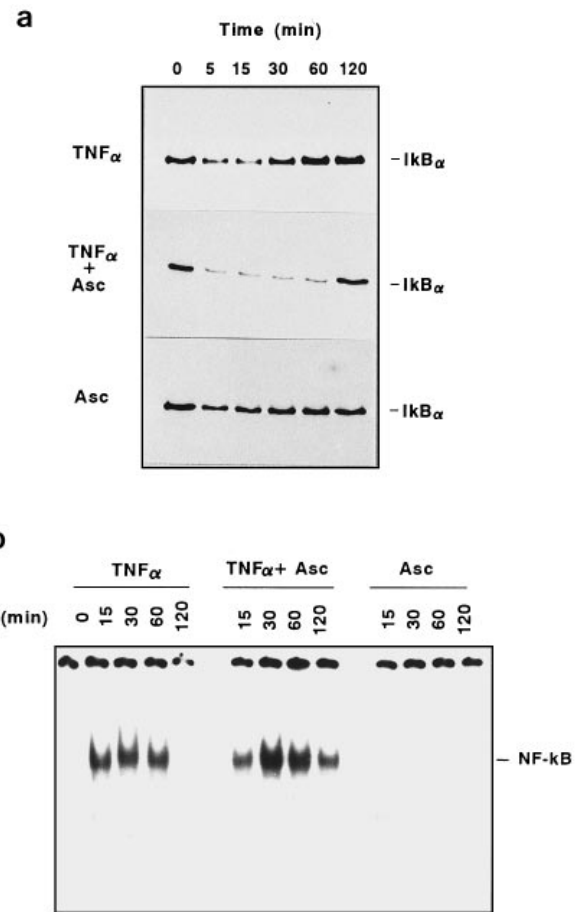 a
Time (min)
0 5 15 30 60 120
TNFα -IkBα
TNFα
+
Asc -IkBα
Asc -IkBα
TNFα TNFα+ Asc Asc
(min) 0 15 30 60 120 15 30 60 120 15 30 60 120
– NF-kB